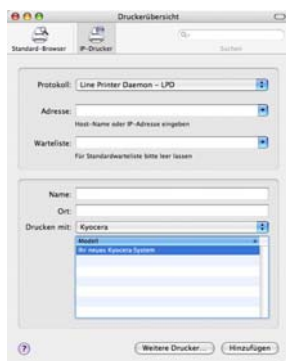 Druckerübersicht
Standard-Browser IP-Drucker Suchen
Protokoll: Line Printer Daemon – LPD
Adresse:
Host-Name oder IP-Adresse eingeben
Warteliste:
Für Standardwarteliste bitte leer lassen
Name:
Ort:
Drucken mit: Kyocera
Modell
Ihr neues Kyocera System
? Weitere Drucker... Hinzufügen